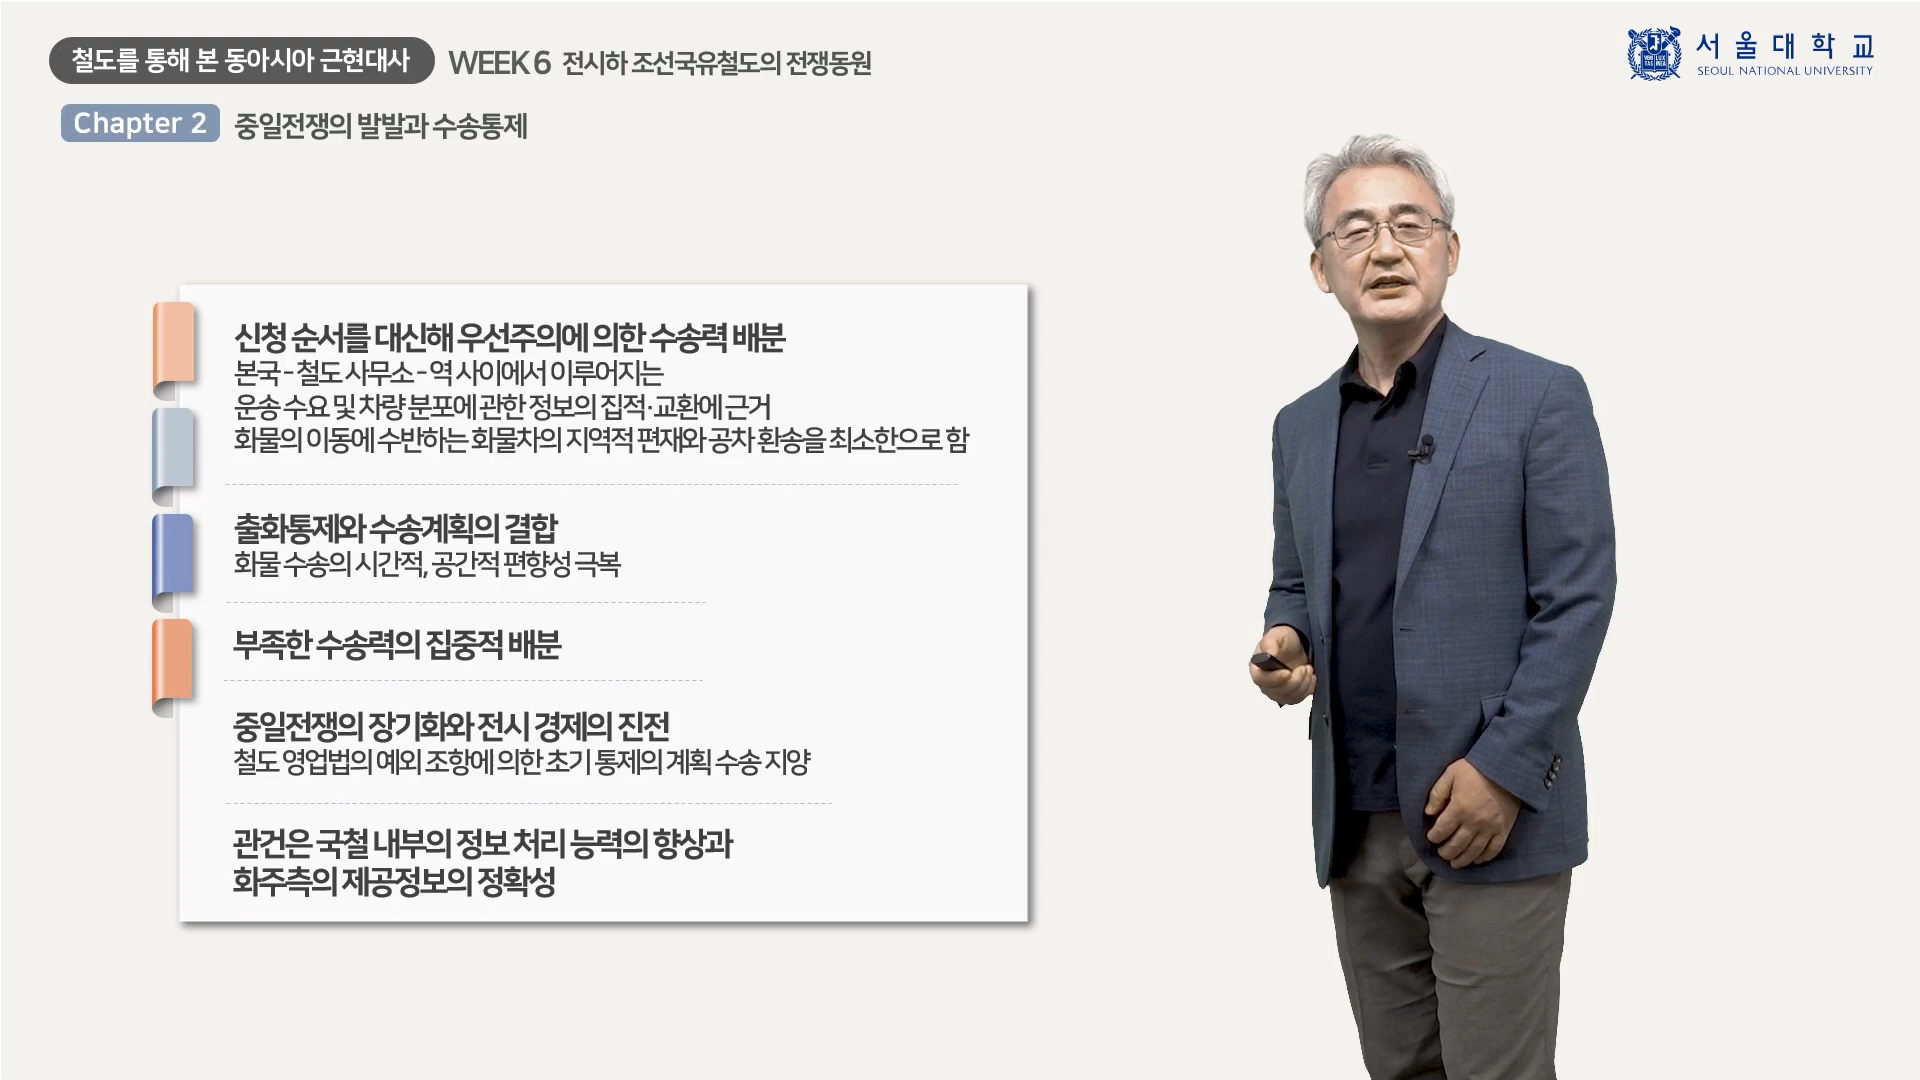 철도를 통해 본 동아시아 근현대사 WEEK 6 전시하 조선국유철도의 전쟁동원
서울대학교
SEOUL NATIONAL UNIVERSITY
Chapter 2 중일전쟁의 발발과 수송통제
신청 순서를 대신해 우선주의에 의한 수송력 배분
본국 - 철도 사무소 - 역 사이에서 이루어지는
운송 수요 및 차량 분포에 관한 정보의 집적·교환에 근거
화물의 이동에 수반하는 화물차의 지역적 편재와 공차 환송을 최소한으로 함
출화통제와 수송계획의 결합
화물 수송의 시간적, 공간적 편향성 극복
부족한 수송력의 집중적 배분
중일전쟁의 장기화와 전시 경제의 진전
철도 영업법의 예외 조항에 의한 초기 통제의 계획 수송 지양
관건은 국철 내부의 정보 처리 능력의 향상과
화주측의 제공정보의 정확성